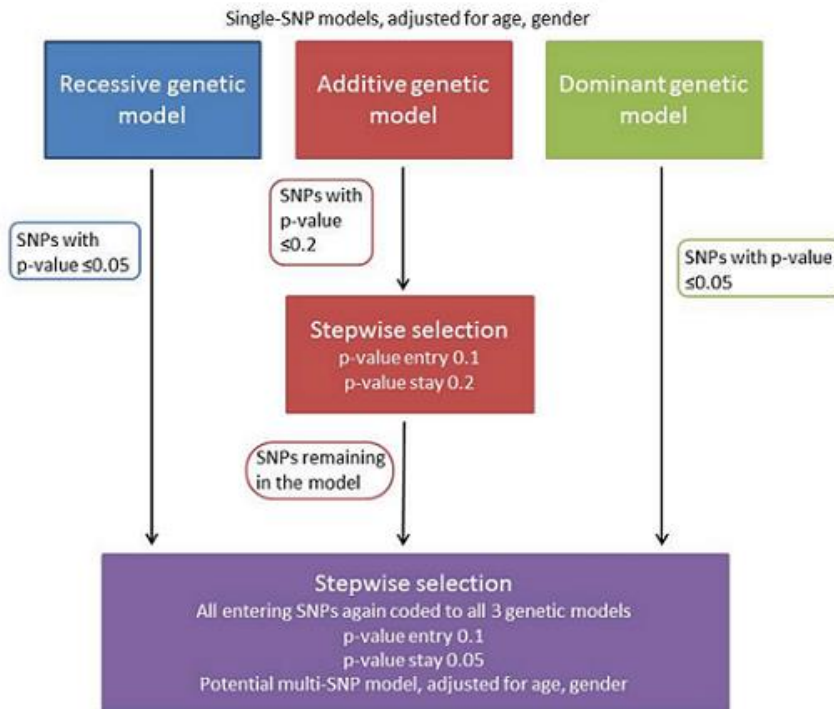 Single-SNP models, adjusted for age, gender
Recessive genetic
model
Additive genetic
model
Dominant genetic
model
SNPs with
p-value ≤0.05
SNPs with
p-value
≤0.2
SNPs with p-value
≤0.05
Stepwise selection
p-value entry 0.1
p-value stay 0.2
SNPs remaining
in the model
Stepwise selection
All entering SNPs again coded to all 3 genetic models
p-value entry 0.1
p-value stay 0.05
Potential multi-SNP model, adjusted for age, gender